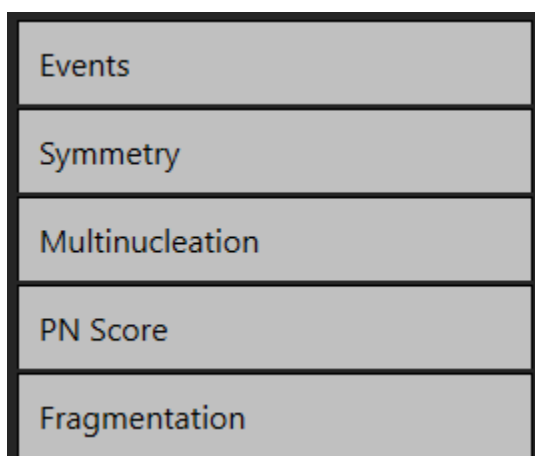 Events
Symmetry
Multinucleation
PN Score
Fragmentation